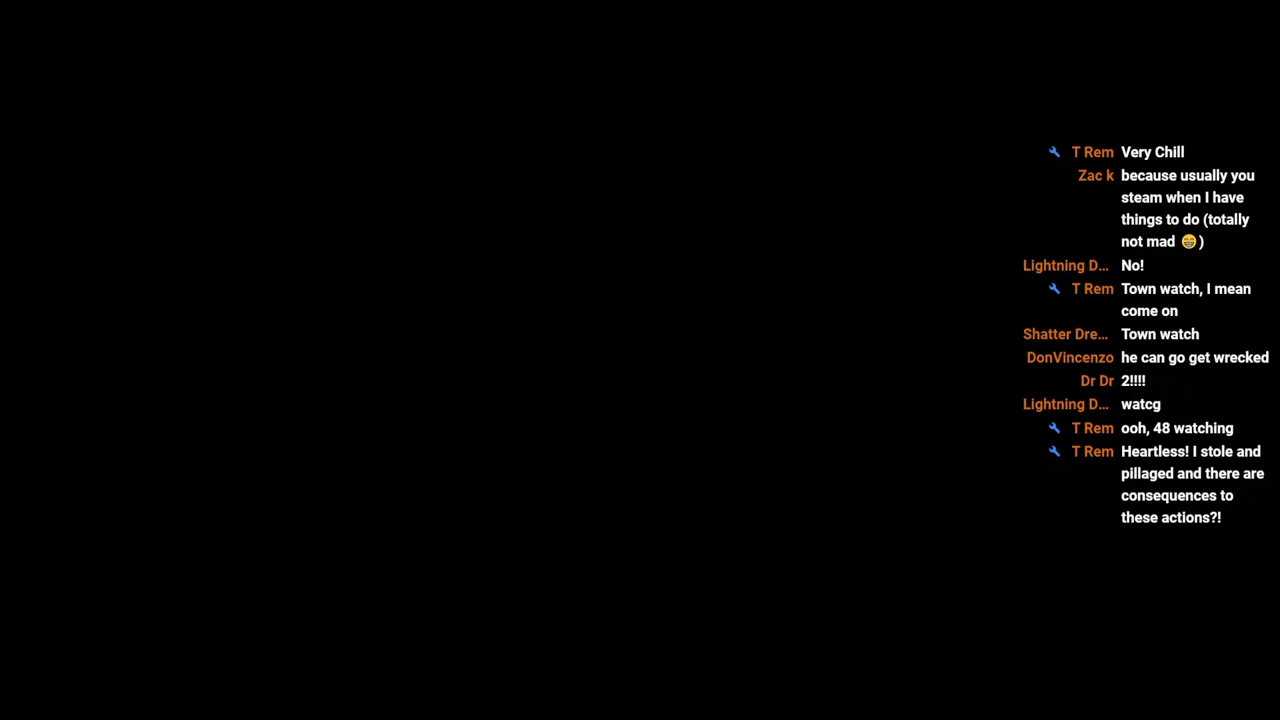 T Rem Very Chill
Zac k because usually you
steam when I have
things to do (totally
not mad 😁)
Lightning D... No!
T Rem Town watch, I mean
come on
Shatter Dre... Town watch
DonVincenzo he can go get wrecked
Dr Dr 2!!!!
Lightning D... watcg
T Rem ooh, 48 watching
T Rem Heartless! I stole and
pillaged and there are
consequences to
these actions?!